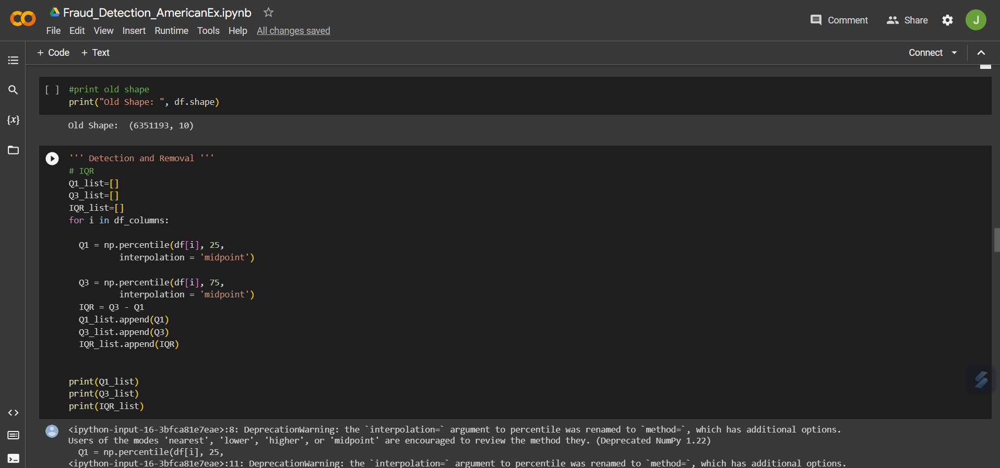 Fraud_Detection_AmericanEx.ipynb
File Edit View Insert Runtime Tools Help All changes saved
Comment Share J
+ Code + Text
Connect
{x}
[ ] #print old shape
print("Old Shape: ", df.shape)
Old Shape:  (6351193, 10)
''' Detection and Removal '''
# IQR
Q1_list=[]
Q3_list=[]
IQR_list=[]
for i in df_columns:
  Q1 = np.percentile(df[i], 25,
          interpolation = 'midpoint')
  Q3 = np.percentile(df[i], 75,
          interpolation = 'midpoint')
  IQR = Q3 - Q1
  Q1_list.append(Q1)
  Q3_list.append(Q3)
  IQR_list.append(IQR)
print(Q1_list)
print(Q3_list)
print(IQR_list)
<ipython-input-16-3bfca81e7eae>:8: DeprecationWarning: the `interpolation=` argument to percentile was renamed to `method=`, which has additional options.
Users of the modes 'nearest', 'lower', 'higher', or 'midpoint' are encouraged to review the method they. (Deprecated NumPy 1.22)
  Q1 = np.percentile(df[i], 25,
<ipython-input-16-3bfca81e7eae>:11: DeprecationWarning: the `interpolation=` argument to percentile was renamed to `method=`, which has additional options.